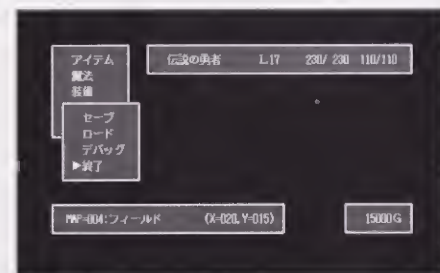 アイテム
魔法
装備
セーブ
ロード
デバッグ
▶終了
伝説の勇者 L.17 230/ 230 110/110
MAP=004:フィールド (X=020,Y=015)
15000G